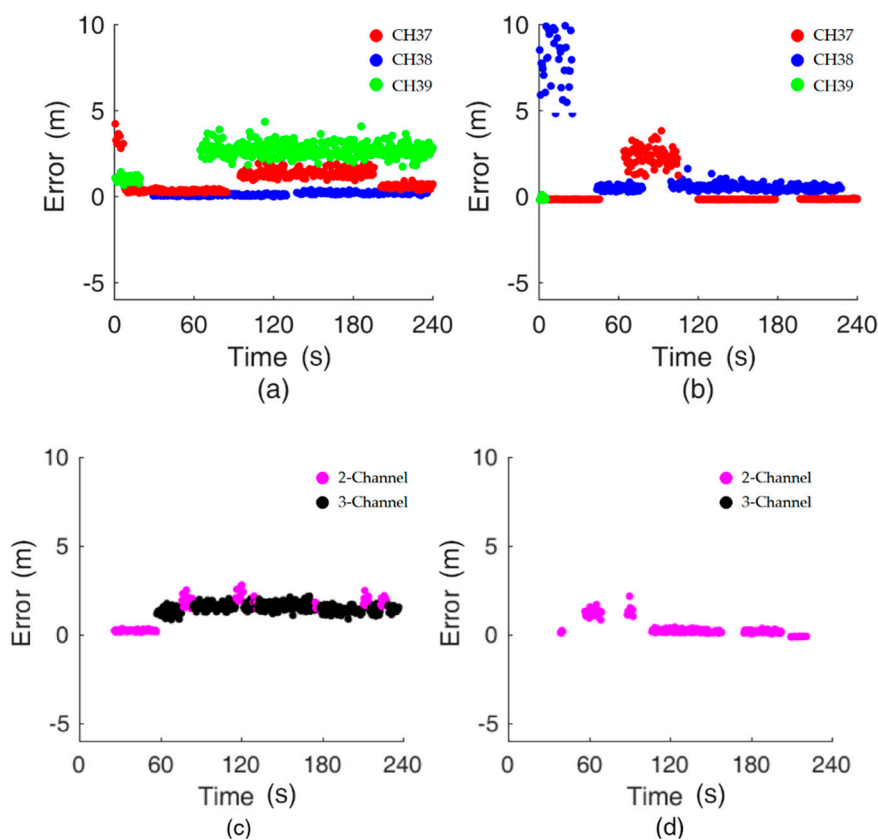 10
5
0
-5
Error (m)
CH37
CH38
CH39
0 60 120 180 240
Time (s)
(a)
10
5
0
-5
Error (m)
CH37
CH38
CH39
0 60 120 180 240
Time (s)
(b)
10
5
0
-5
Error (m)
2-Channel
3-Channel
0 60 120 180 240
Time (s)
(c)
10
5
0
-5
Error (m)
2-Channel
3-Channel
0 60 120 180 240
Time (s)
(d)